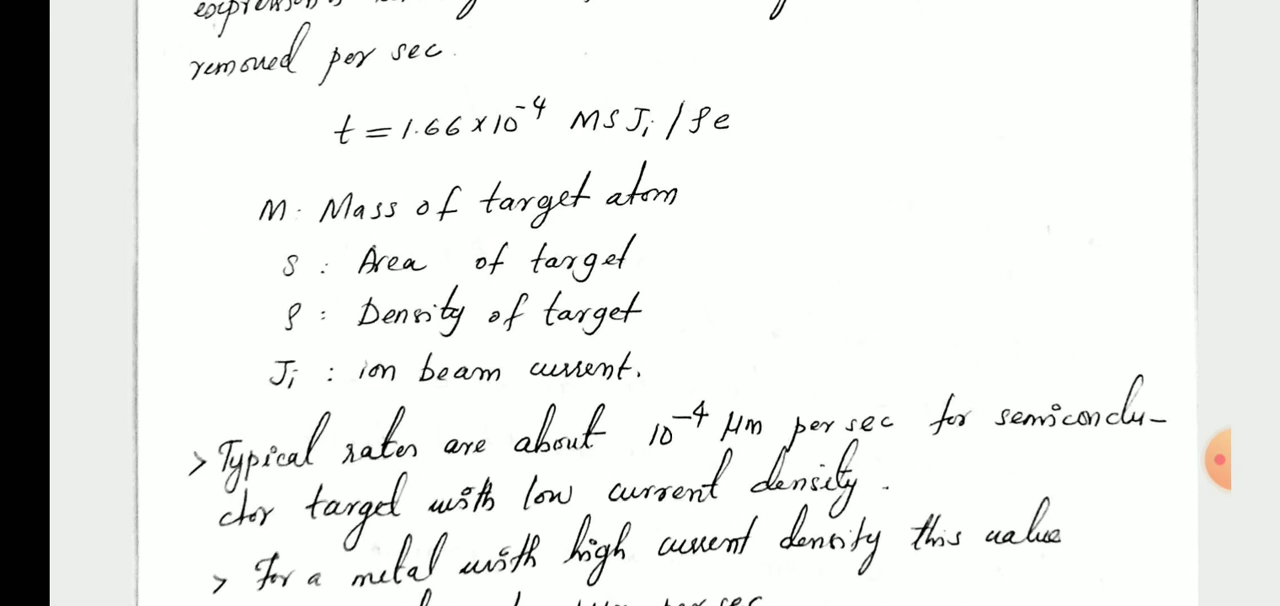 removed per sec.
t = 1.66 × 10⁻⁴ MSJᵢ / ρe
M : Mass of target atom
S : Area of target
ρ : Density of target
Jᵢ : ion beam current.
> Typical rates are about 10⁻⁴ μm per sec for semicondu-
ctor target with low current density.
> For a metal with high current density this value
per sec